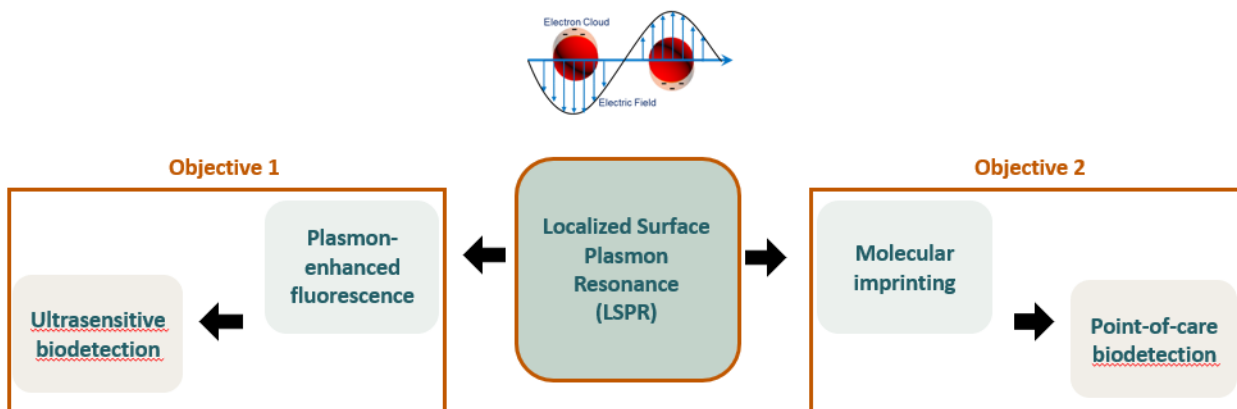 Electron Cloud
Electric Field
Objective 1
Objective 2
Plasmon-
enhanced
fluorescence
Ultrasensitive
biodetection
Localized Surface
Plasmon
Resonance
(LSPR)
Molecular
imprinting
Point-of-care
biodetection